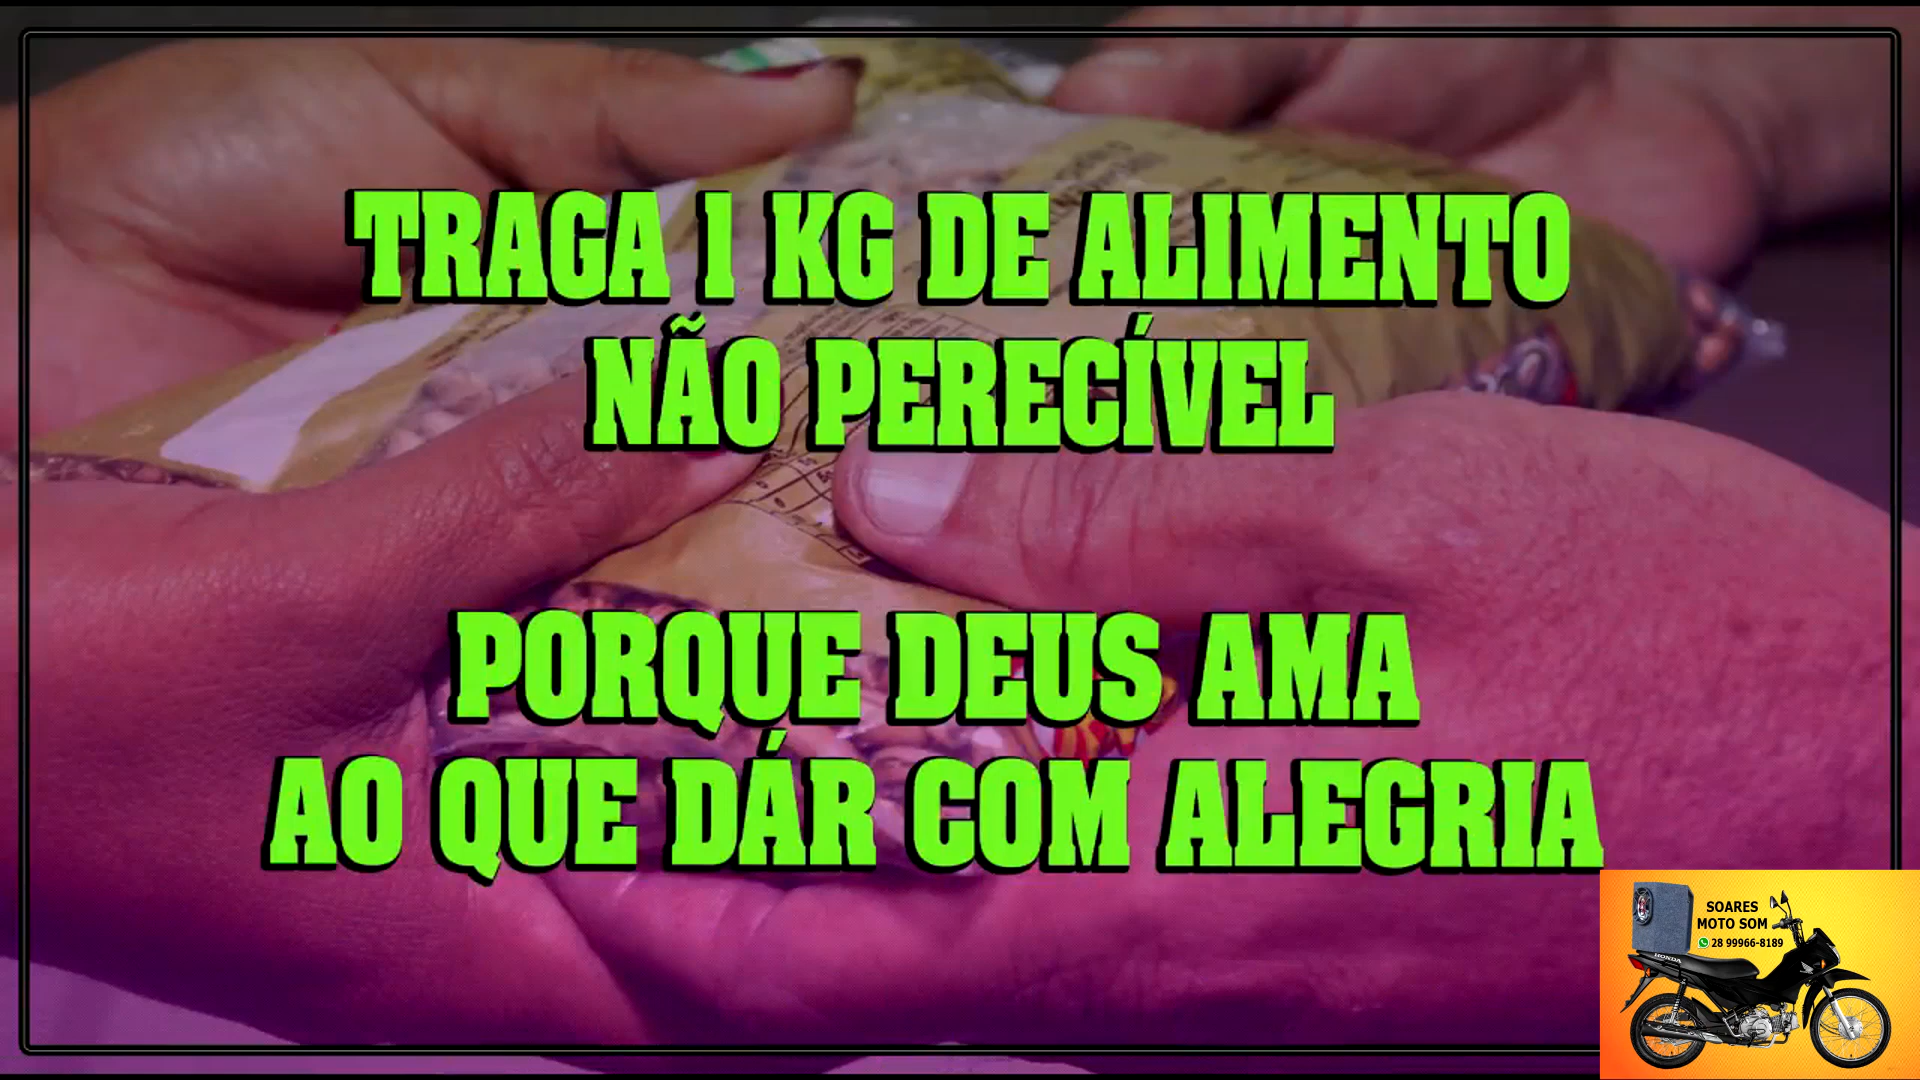 TRAGA 1 KG DE ALIMENTO
NÃO PERECÍVEL
PORQUE DEUS AMA
AO QUE DÁR COM ALEGRIA
SOARES
MOTO SOM
28 99966-8189
HONDA